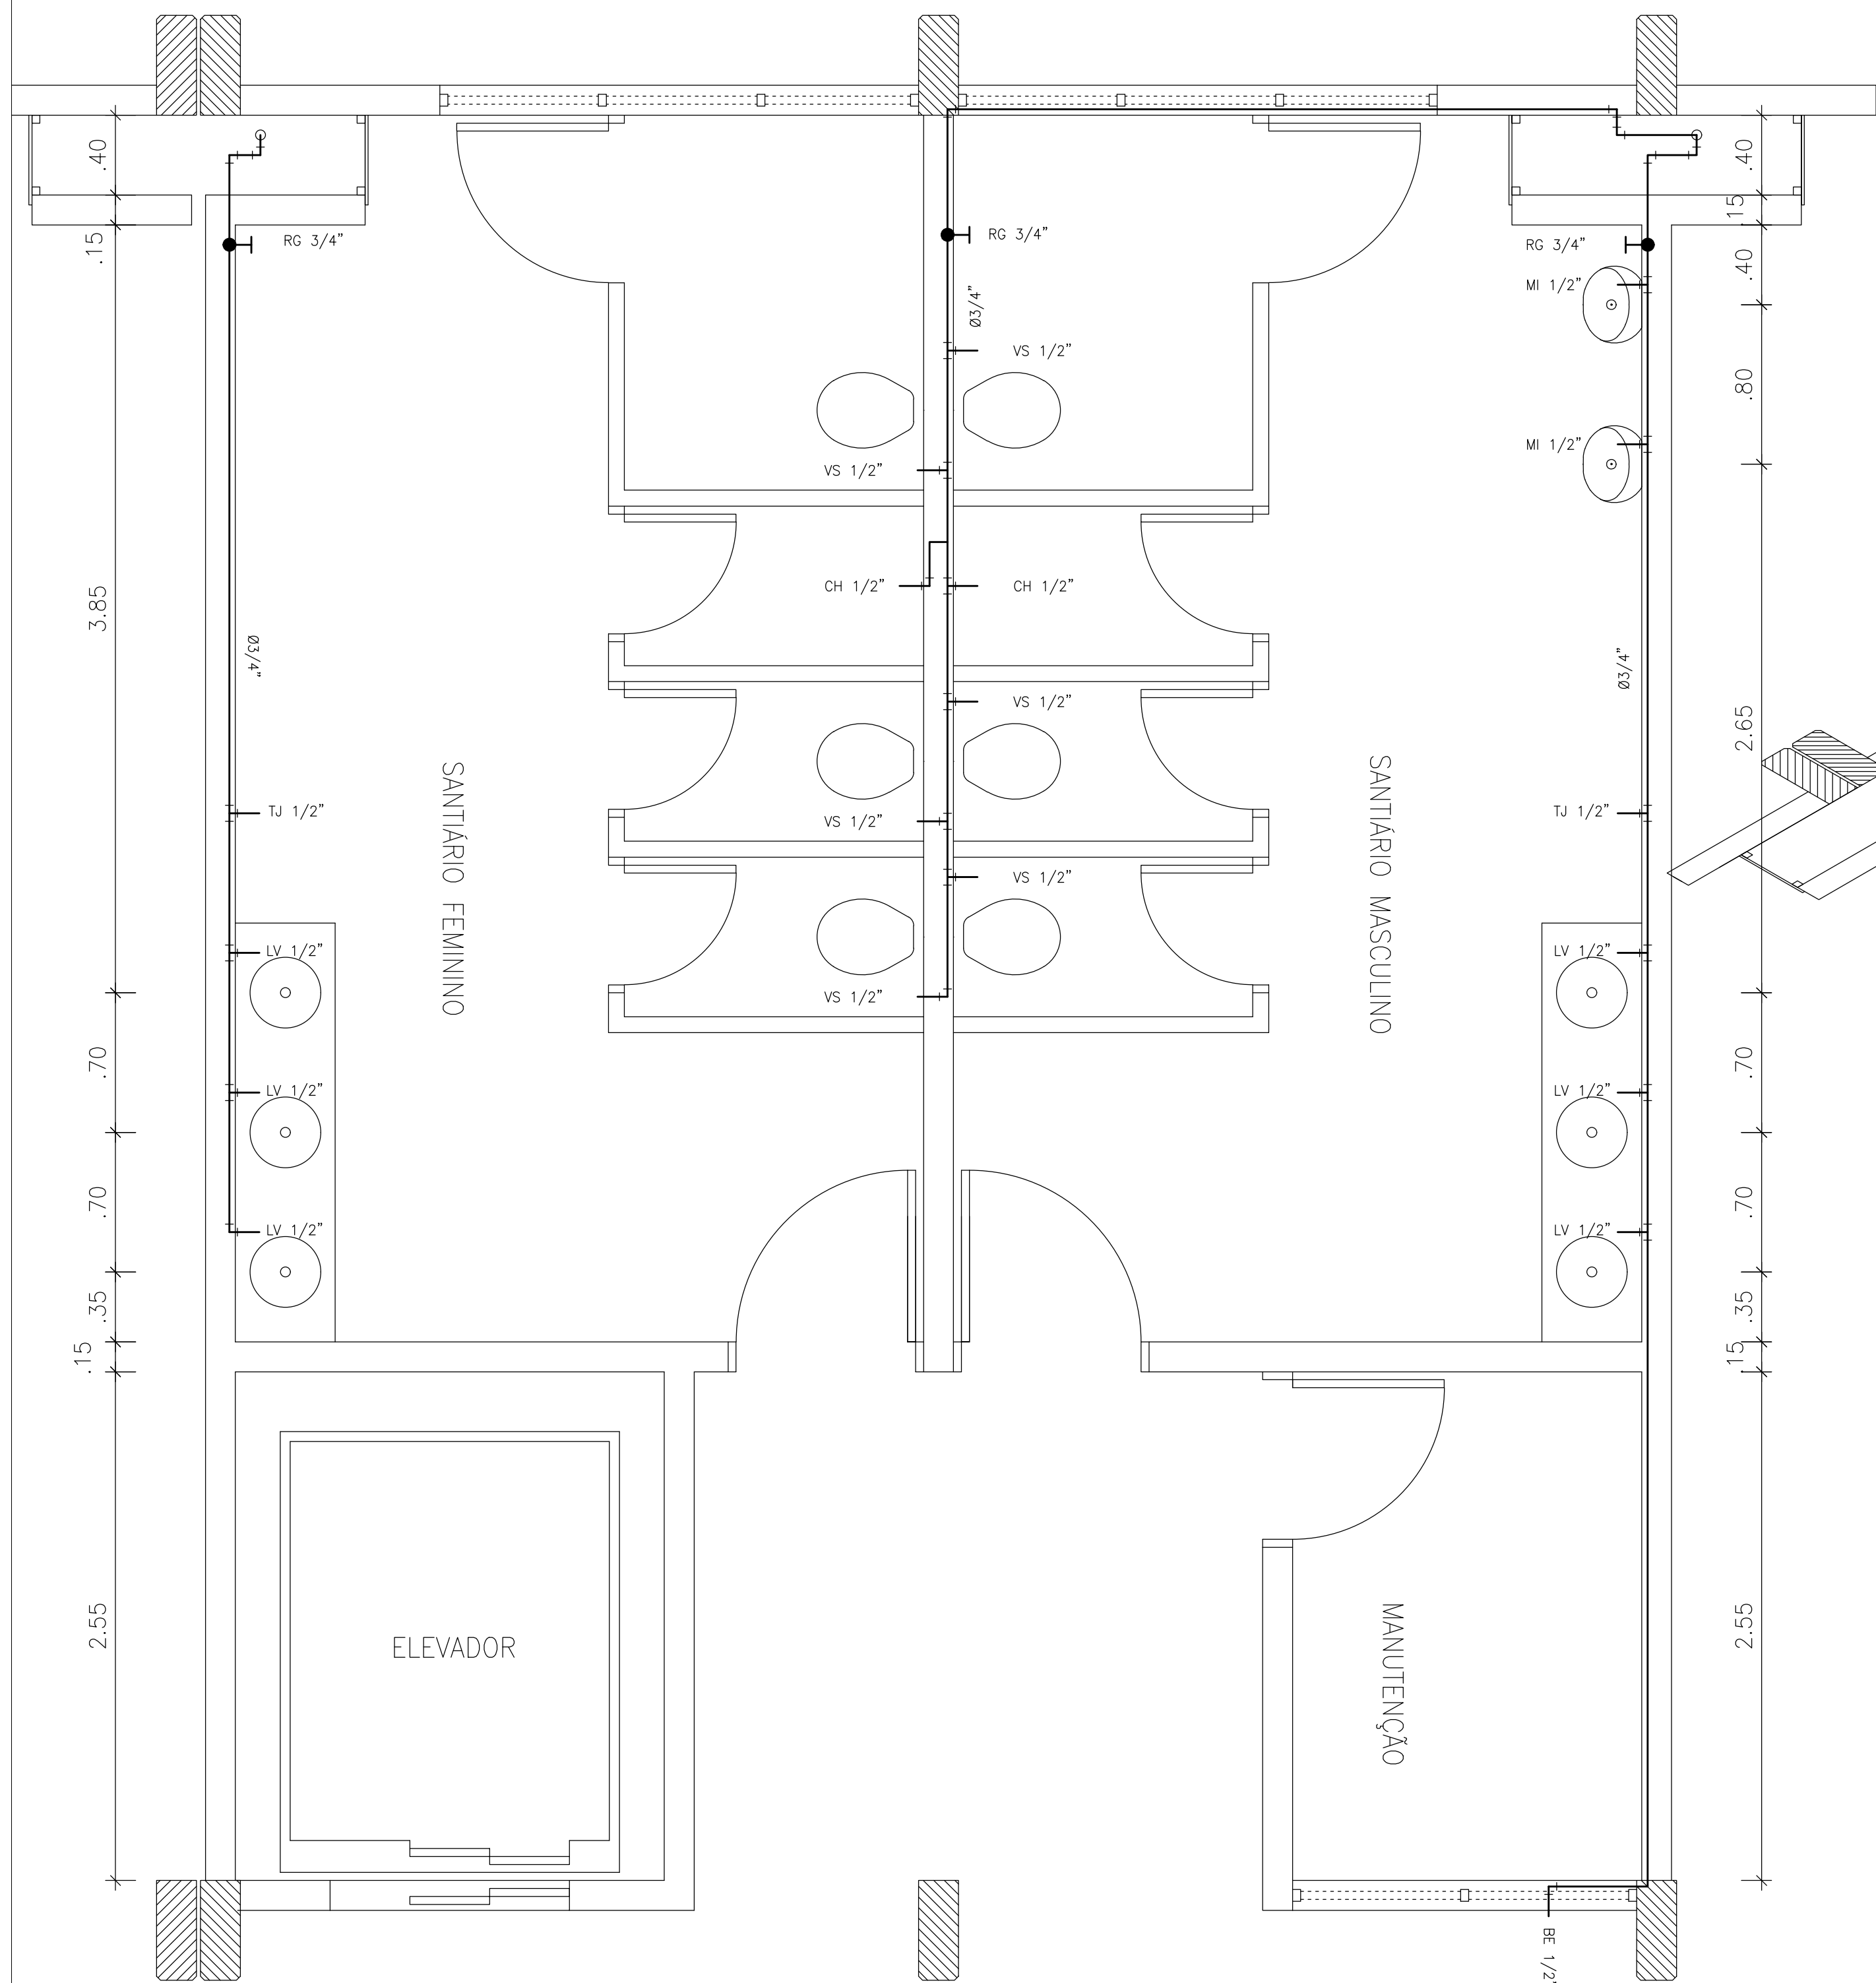 .40
.15
3.85
.70
.70
.35
.15
2.55
RG 3/4"
Ø3/4"
TJ 1/2"
LV 1/2"
LV 1/2"
LV 1/2"
SANTIÁRIO FEMININO
ELEVADOR
RG 3/4"
Ø3/4"
VS 1/2"
VS 1/2"
CH 1/2"
CH 1/2"
VS 1/2"
VS 1/2"
VS 1/2"
VS 1/2"
SANTIÁRIO MASCULINO
MANUTENÇÃO
RG 3/4"
MI 1/2"
MI 1/2"
Ø3/4"
TJ 1/2"
LV 1/2"
LV 1/2"
LV 1/2"
BE 1/2"
.40
.15
.40
.80
2.65
.70
.70
.35
.15
2.55